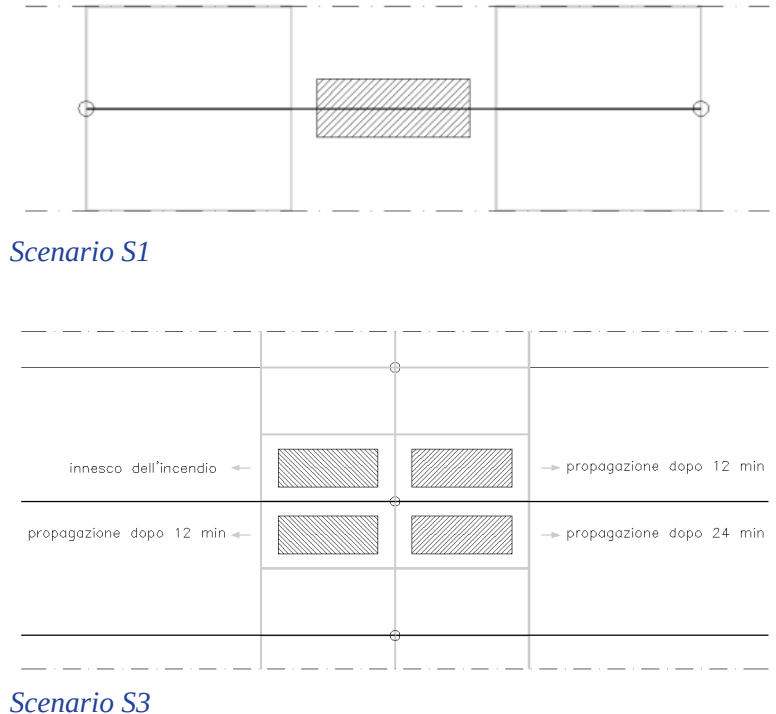 Scenario S1
innesco dell'incendio
propagazione dopo 12 min
propagazione dopo 12 min
propagazione dopo 24 min
Scenario S3